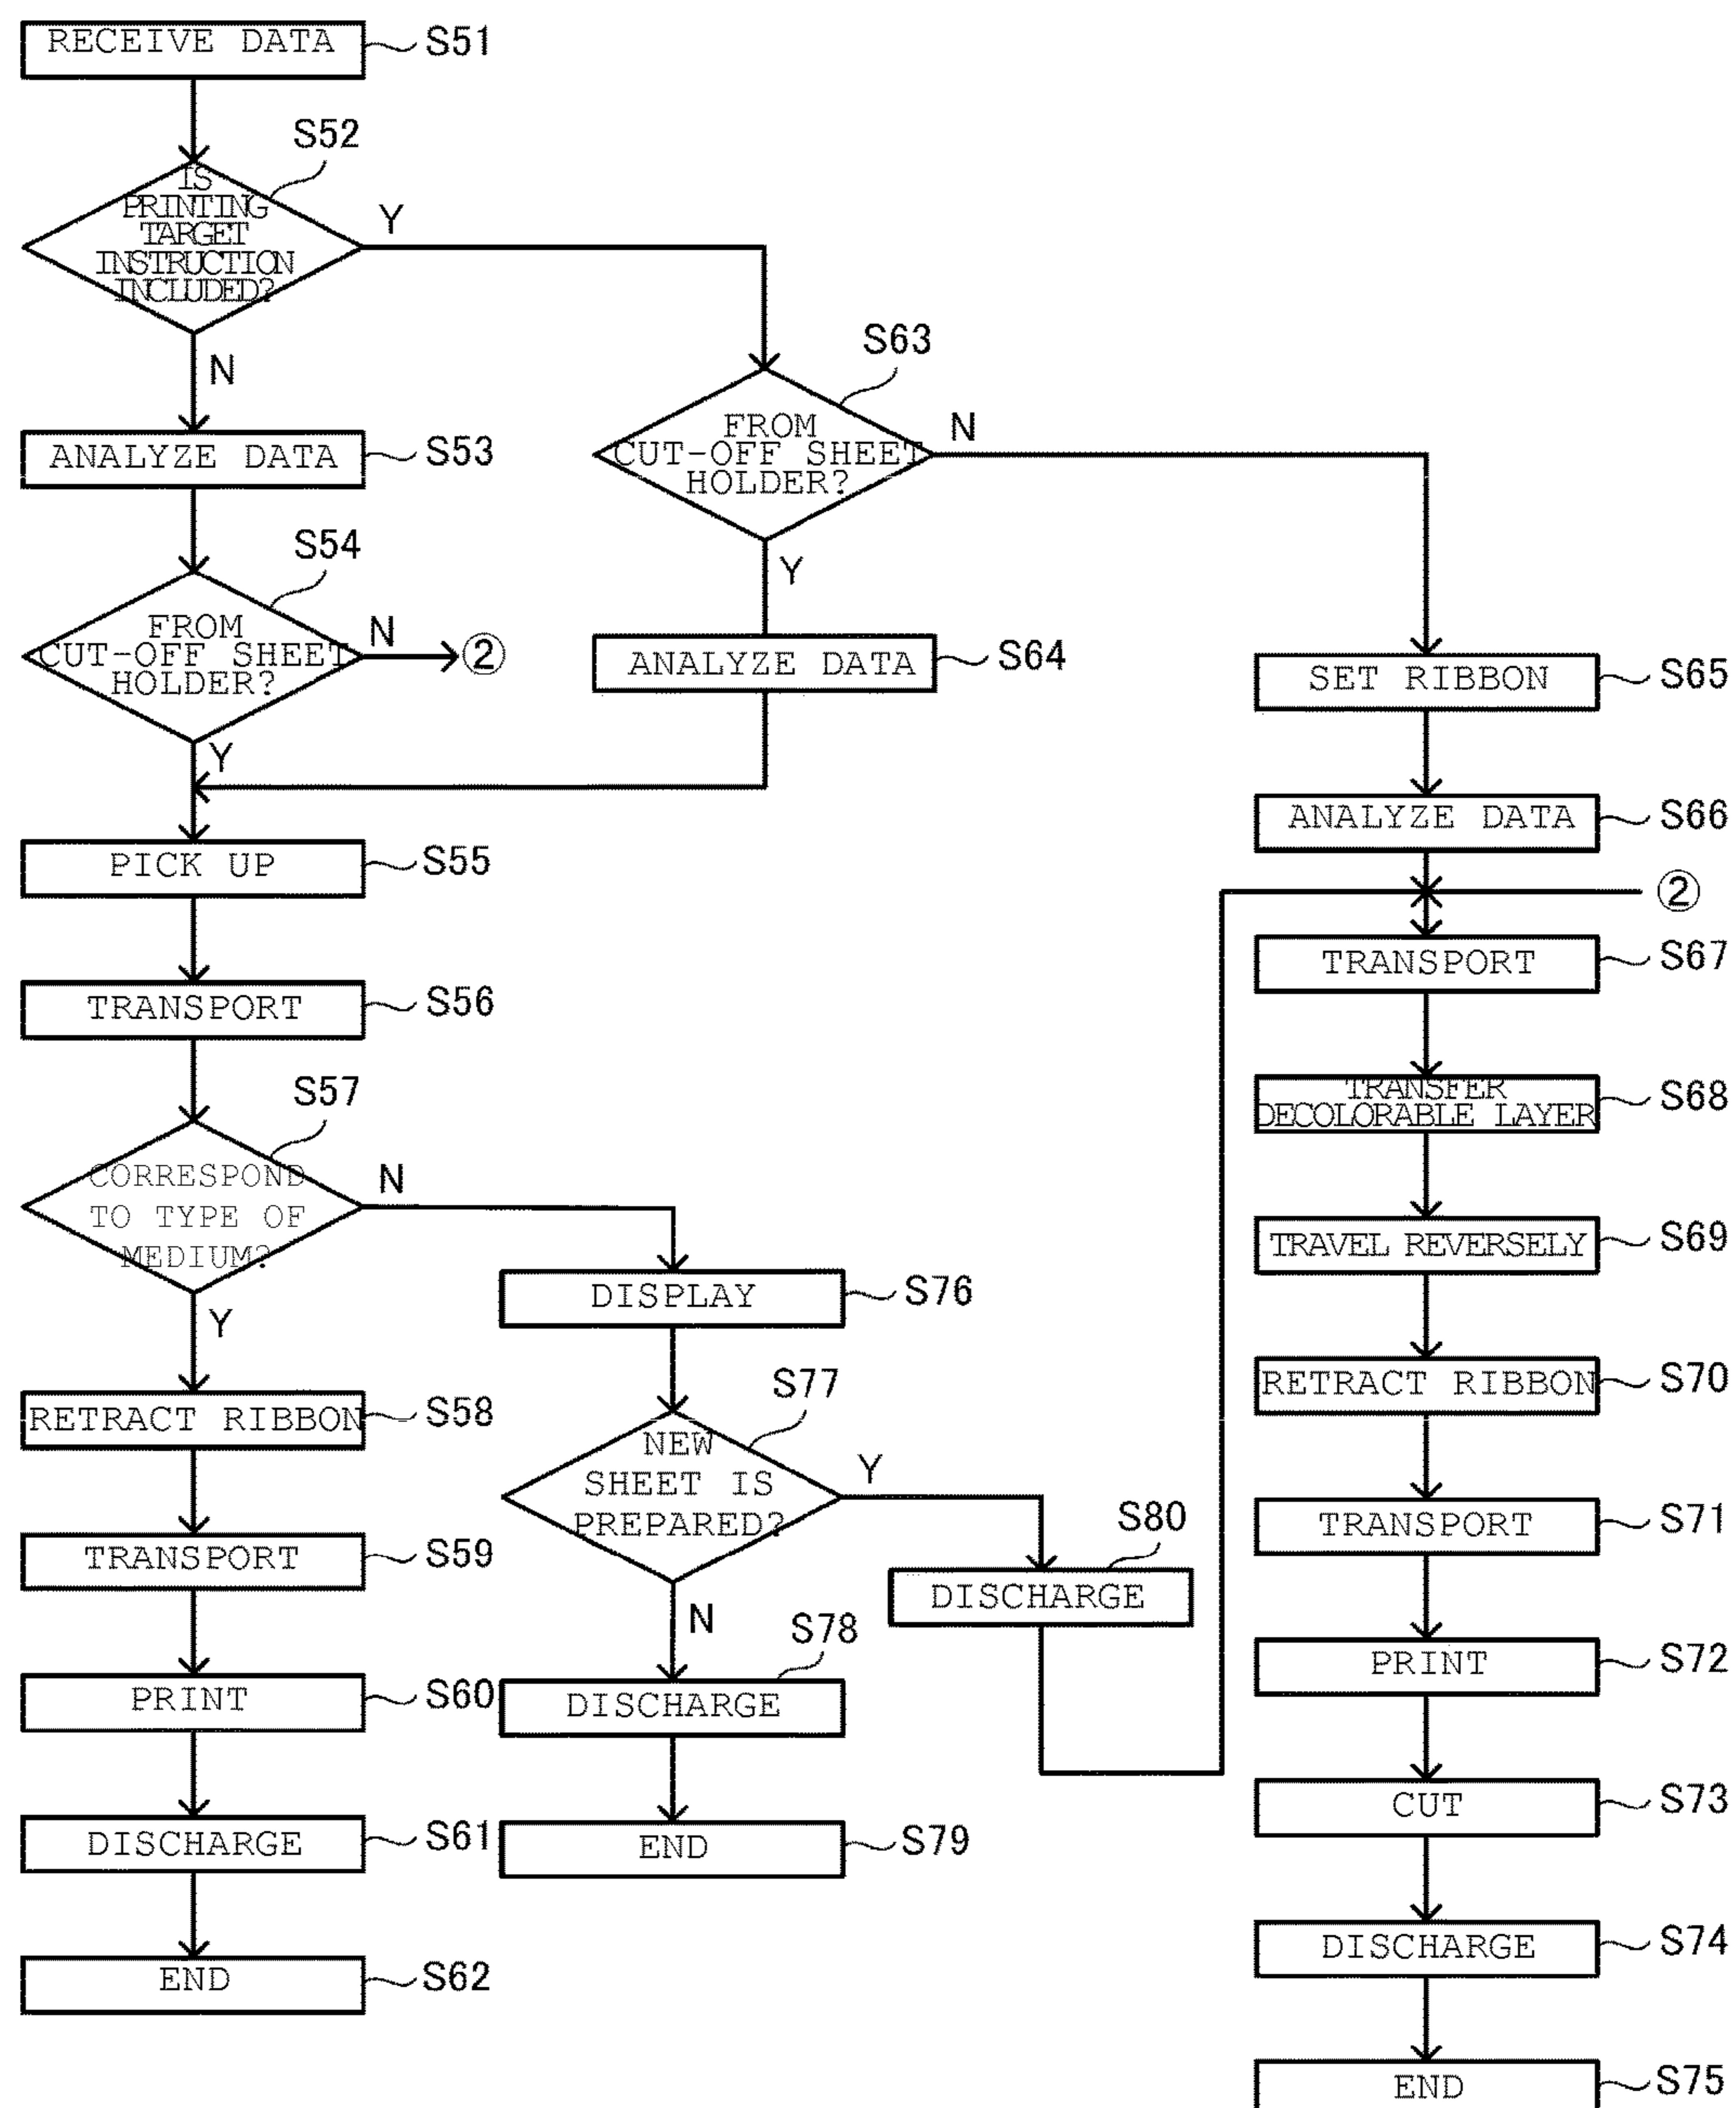 RECEIVE DATA
S51
S52
IS
PRINTING
TARGET
INSTRUCTION
INCLUDED?
Y
N
ANALYZE DATA
S53
S54
FROM
CUT-OFF SHEET
HOLDER?
N
②
Y
S63
FROM
CUT-OFF SHEET
HOLDER?
N
Y
ANALYZE DATA
S64
PICK UP
S55
TRANSPORT
S56
S57
CORRESPOND
TO TYPE OF
MEDIUM?
N
Y
RETRACT RIBBON
S58
TRANSPORT
S59
PRINT
S60
DISCHARGE
S61
END
S62
DISPLAY
S76
S77
NEW
SHEET IS
PREPARED?
Y
N
S78
DISCHARGE
END
S79
S80
DISCHARGE
SET RIBBON
S65
ANALYZE DATA
S66
②
TRANSPORT
S67
TRANSFER
DECOLORABLE LAYER
S68
TRAVEL REVERSELY
S69
RETRACT RIBBON
S70
TRANSPORT
S71
PRINT
S72
CUT
S73
DISCHARGE
S74
END
S75